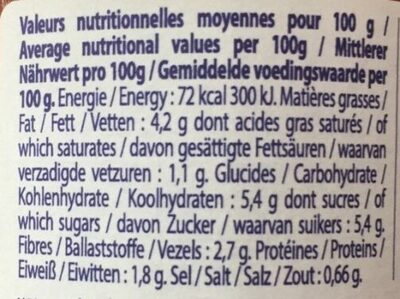 Valeurs nutritionnelles moyennes pour 100 g /
Average nutritional values per 100g / Mittlerer
Nährwert pro 100g / Gemiddelde voedingswaarde per
100 g. Energie / Energy : 72 kcal 300 kJ. Matières grasses /
Fat / Fett / Vetten : 4,2 g dont acides gras saturés / of
which saturates / davon gesättigte Fettsäuren / waarvan
verzadigde vetzuren : 1,1 g. Glucides / Carbohydrate /
Kohlenhydrate / Koolhydraten : 5,4 g dont sucres / of
which sugars / davon Zucker / waarvan suikers : 5,4 g.
Fibres / Ballaststoffe / Vezels : 2,7 g. Protéines / Proteins /
Eiweiß / Eiwitten : 1,8 g. Sel / Salt / Salz / Zout : 0,66 g.